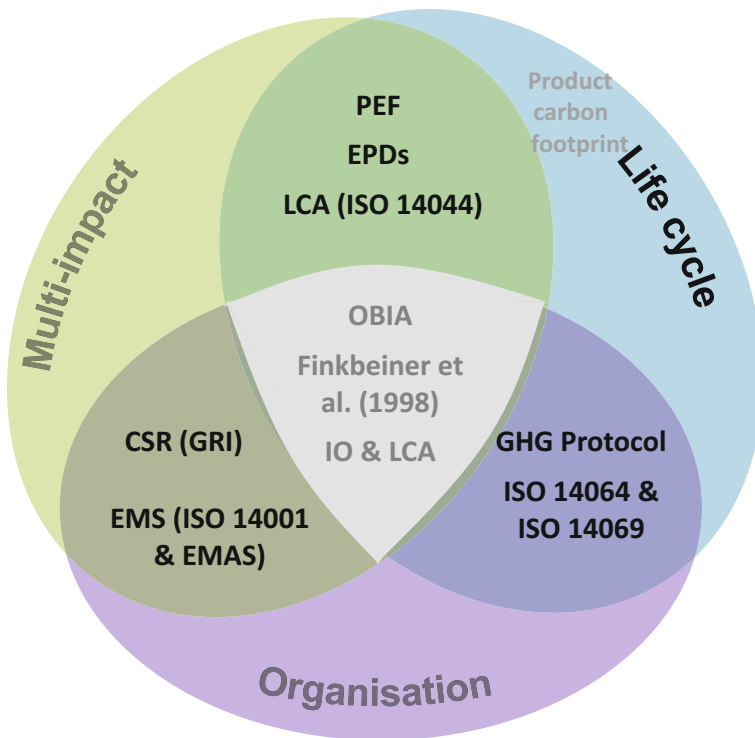 PEF
EPDs
LCA (ISO 14044)
Product
carbon
footprint
Multi-impact
Life cycle
OBIA
Finkbeiner et
al. (1998)
IO & LCA
CSR (GRI)
EMS (ISO 14001
& EMAS)
GHG Protocol
ISO 14064 &
ISO 14069
Organisation